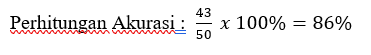 Perhitungan Akurasi : 43/50 x 100% = 86%